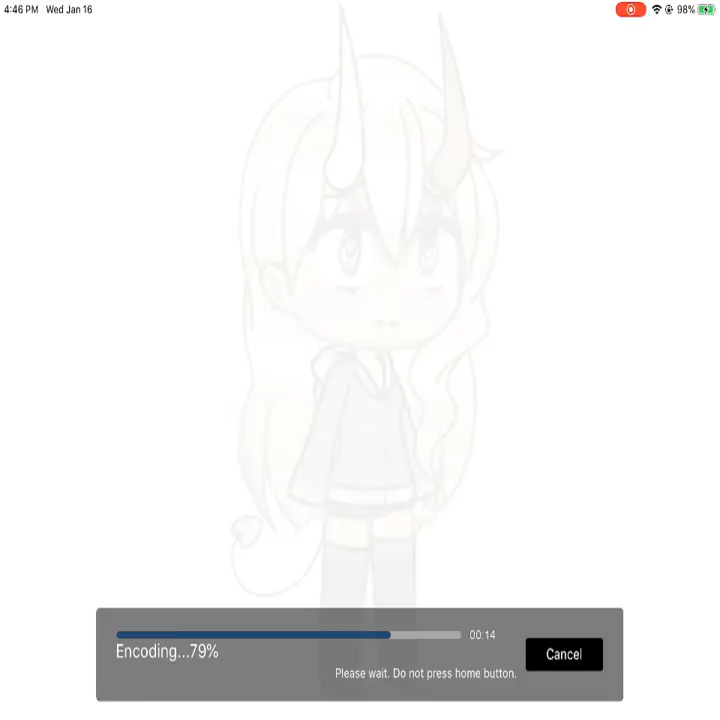 4:46 PM Wed Jan 16
98%
00:14
Encoding...79%
Cancel
Please wait. Do not press home button.